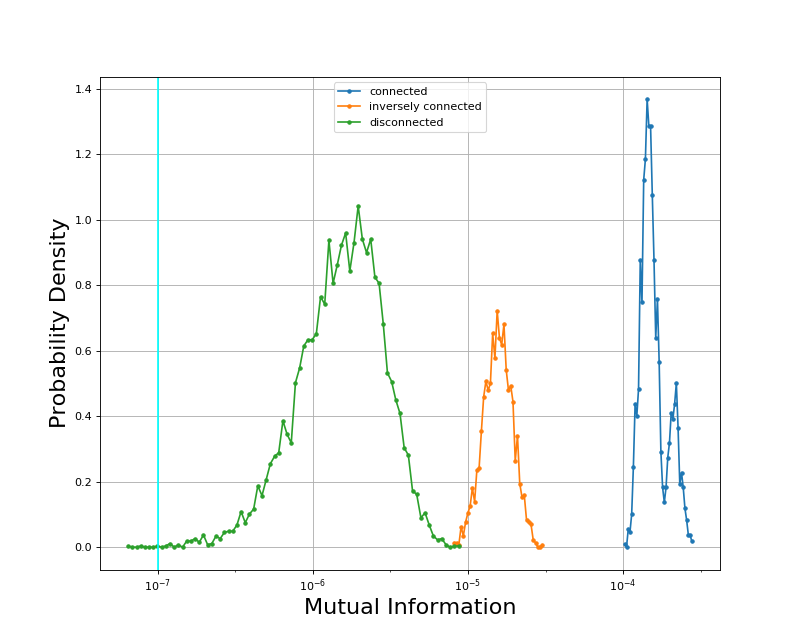 connected
inversely connected
disconnected
1.4
1.2
1.0
0.8
0.6
0.4
0.2
0.0
Probability Density
10⁻⁷ 10⁻⁶ 10⁻⁵ 10⁻⁴
Mutual Information